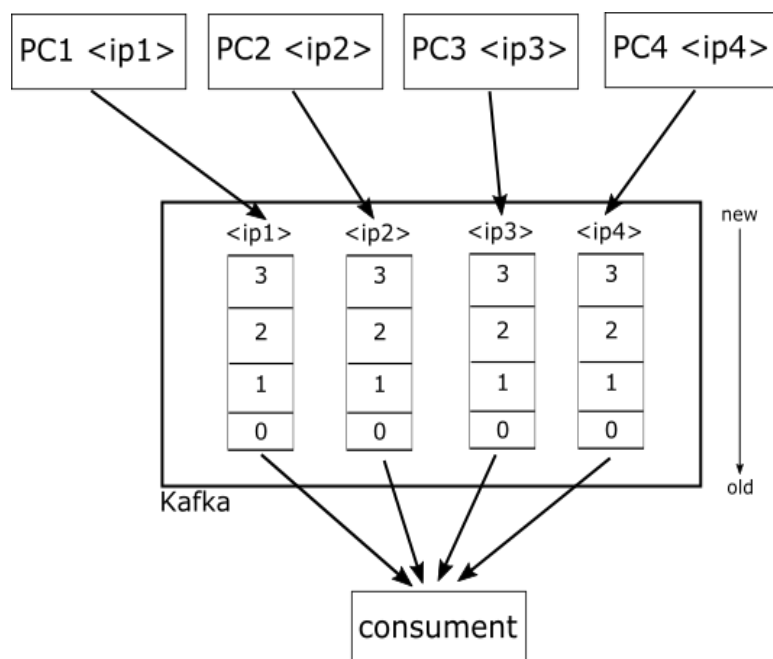 PC1 <ip1>
PC2 <ip2>
PC3 <ip3>
PC4 <ip4>
new
<ip1>
<ip2>
<ip3>
<ip4>
3
3
3
3
2
2
2
2
1
1
1
1
0
0
0
0
old
Kafka
consument